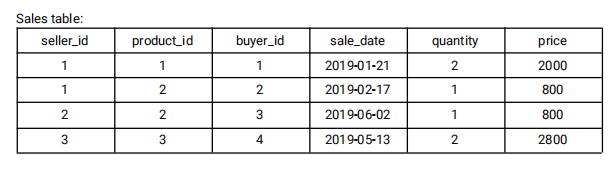 Sales table:
seller_id product_id buyer_id sale_date quantity price
1 1 1 2019-01-21 2 2000
1 2 2 2019-02-17 1 800
2 2 3 2019-06-02 1 800
3 3 4 2019-05-13 2 2800